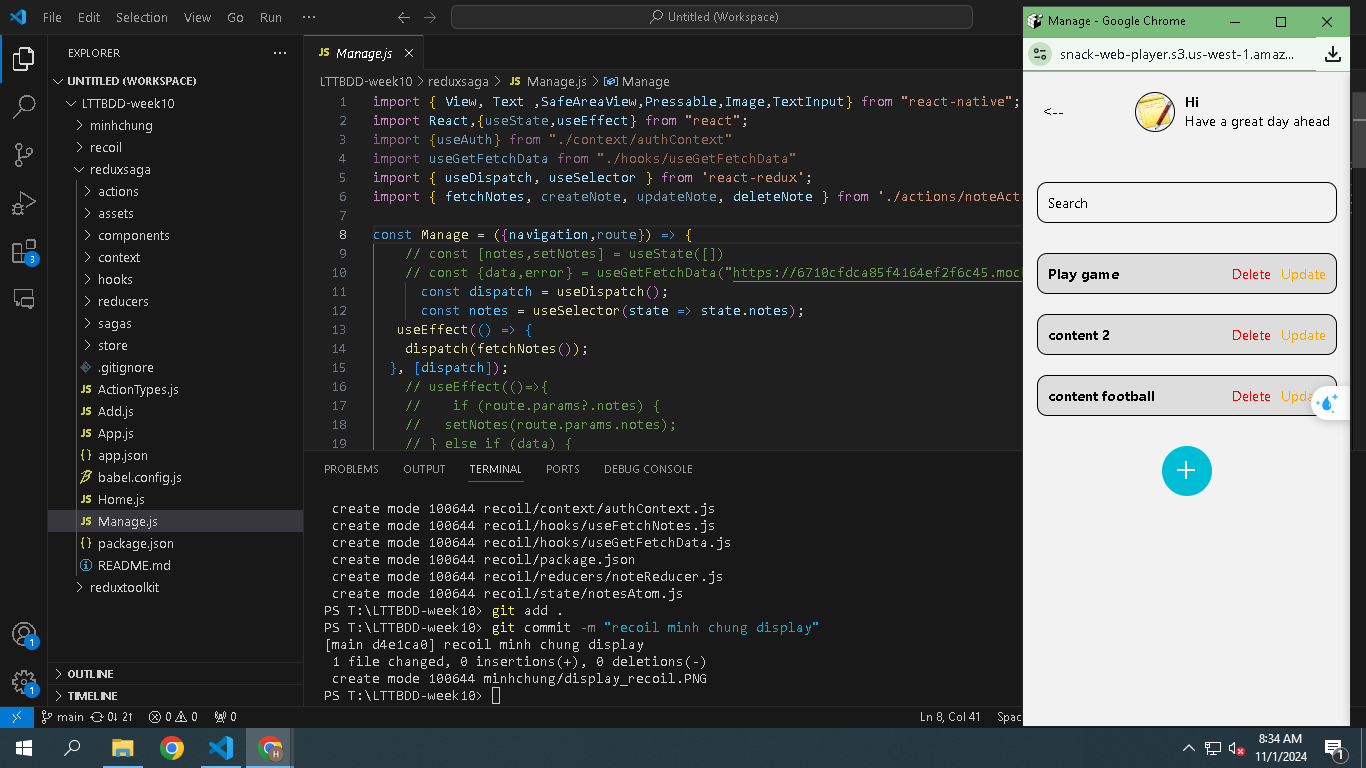 File Edit Selection View Go Run ···
Untitled (Workspace)
EXPLORER
UNTITLED (WORKSPACE)
LTTBDD-week10
minhchung
recoil
reduxsaga
actions
assets
components
context
hooks
reducers
sagas
store
.gitignore
JS ActionTypes.js
JS Add.js
JS App.js
{} app.json
babel.config.js
JS Home.js
JS Manage.js
{} package.json
README.md
reduxtoolkit
OUTLINE
TIMELINE
3
1
1
JS Manage.js
LTTBDD-week10 > reduxsaga > JS Manage.js > Manage
1 import { View, Text ,SafeAreaView,Pressable,Image,TextInput} from "react-native";
2 import React,{useState,useEffect} from "react";
3 import {useAuth} from "./context/authContext"
4 import useGetFetchData from "./hooks/useGetFetchData"
5 import { useDispatch, useSelector } from 'react-redux';
6 import { fetchNotes, createNote, updateNote, deleteNote } from './actions/noteActi
7
8 const Manage = ({navigation,route}) => {
9 // const [notes,setNotes] = useState([])
10 // const {data,error} = useGetFetchData("https://6710cfdca85f4164ef2f6c45.moc
11 const dispatch = useDispatch();
12 const notes = useSelector(state => state.notes);
13 useEffect(() => {
14 dispatch(fetchNotes());
15 }, [dispatch]);
16 // useEffect(()=>{
17 // if (route.params?.notes) {
18 // setNotes(route.params.notes);
19 // } else if (data) {
PROBLEMS OUTPUT TERMINAL PORTS DEBUG CONSOLE
create mode 100644 recoil/context/authContext.js
create mode 100644 recoil/hooks/useFetchNotes.js
create mode 100644 recoil/hooks/useGetFetchData.js
create mode 100644 recoil/package.json
create mode 100644 recoil/reducers/noteReducer.js
create mode 100644 recoil/state/notesAtom.js
PS T:\LTTBDD-week10> git add .
PS T:\LTTBDD-week10> git commit -m "recoil minh chung display"
[main d4e1ca0] recoil minh chung display
1 file changed, 0 insertions(+), 0 deletions(-)
create mode 100644 minhchung/display_recoil.PNG
PS T:\LTTBDD-week10>
main 0↓ 2↑ 0 0 0
Ln 8, Col 41 Spac
Manage - Google Chrome
snack-web-player.s3.us-west-1.amaz...
<--
Hi
Have a great day ahead
Search
Play game Delete Update
content 2 Delete Update
content football Delete Upda
+
H
8:34 AM
11/1/2024
1